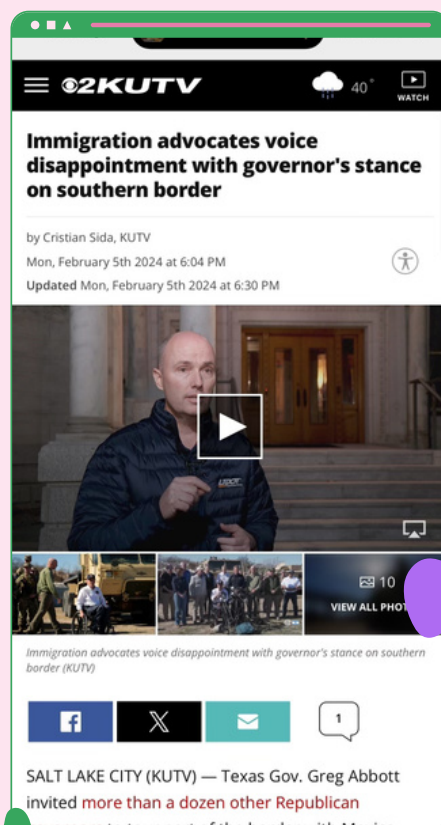 2KUTV
40°
WATCH
Immigration advocates voice
disappointment with governor's stance
on southern border
by Cristian Sida, KUTV
Mon, February 5th 2024 at 6:04 PM
Updated Mon, February 5th 2024 at 6:30 PM
UDOT
10
VIEW ALL
Immigration advocates voice disappointment with governor's stance on southern
border (KUTV)
1
SALT LAKE CITY (KUTV) — Texas Gov. Greg Abbott
invited more than a dozen other Republican